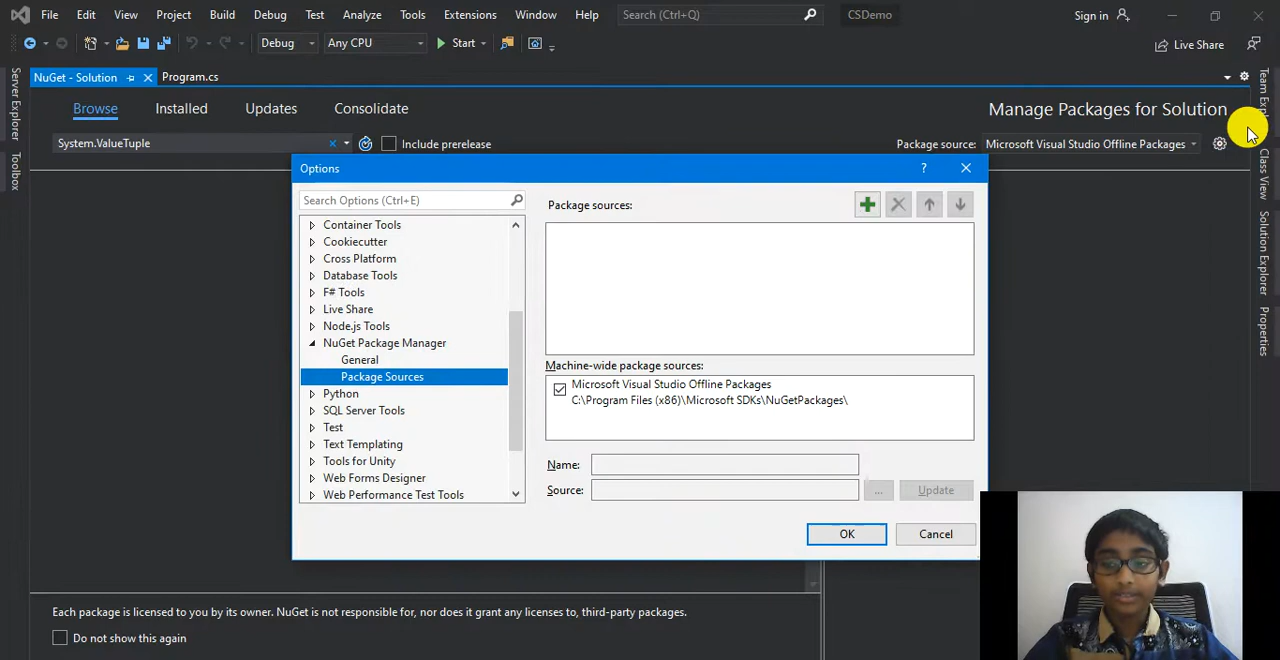 File Edit View Project Build Debug Test Analyze Tools Extensions Window Help Search (Ctrl+Q) CSDemo Sign in
Debug Any CPU Start Live Share
NuGet - Solution Program.cs
Server Explorer
Toolbox
Browse Installed Updates Consolidate Manage Packages for Solution
System.ValueTuple Include prerelease Package source: Microsoft Visual Studio Offline Packages
Options ?
Search Options (Ctrl+E)
Container Tools
Cookiecutter
Cross Platform
Database Tools
F# Tools
Live Share
Node.js Tools
NuGet Package Manager
General
Package Sources
Python
SQL Server Tools
Test
Text Templating
Tools for Unity
Web Forms Designer
Web Performance Test Tools
Package sources:
Machine-wide package sources:
Microsoft Visual Studio Offline Packages
C:\Program Files (x86)\Microsoft SDKs\NuGetPackages\
Name:
Source: ... Update
OK Cancel
Team
Class View
Solution Explorer
Properties
Each package is licensed to you by its owner. NuGet is not responsible for, nor does it grant any licenses to, third-party packages.
Do not show this again